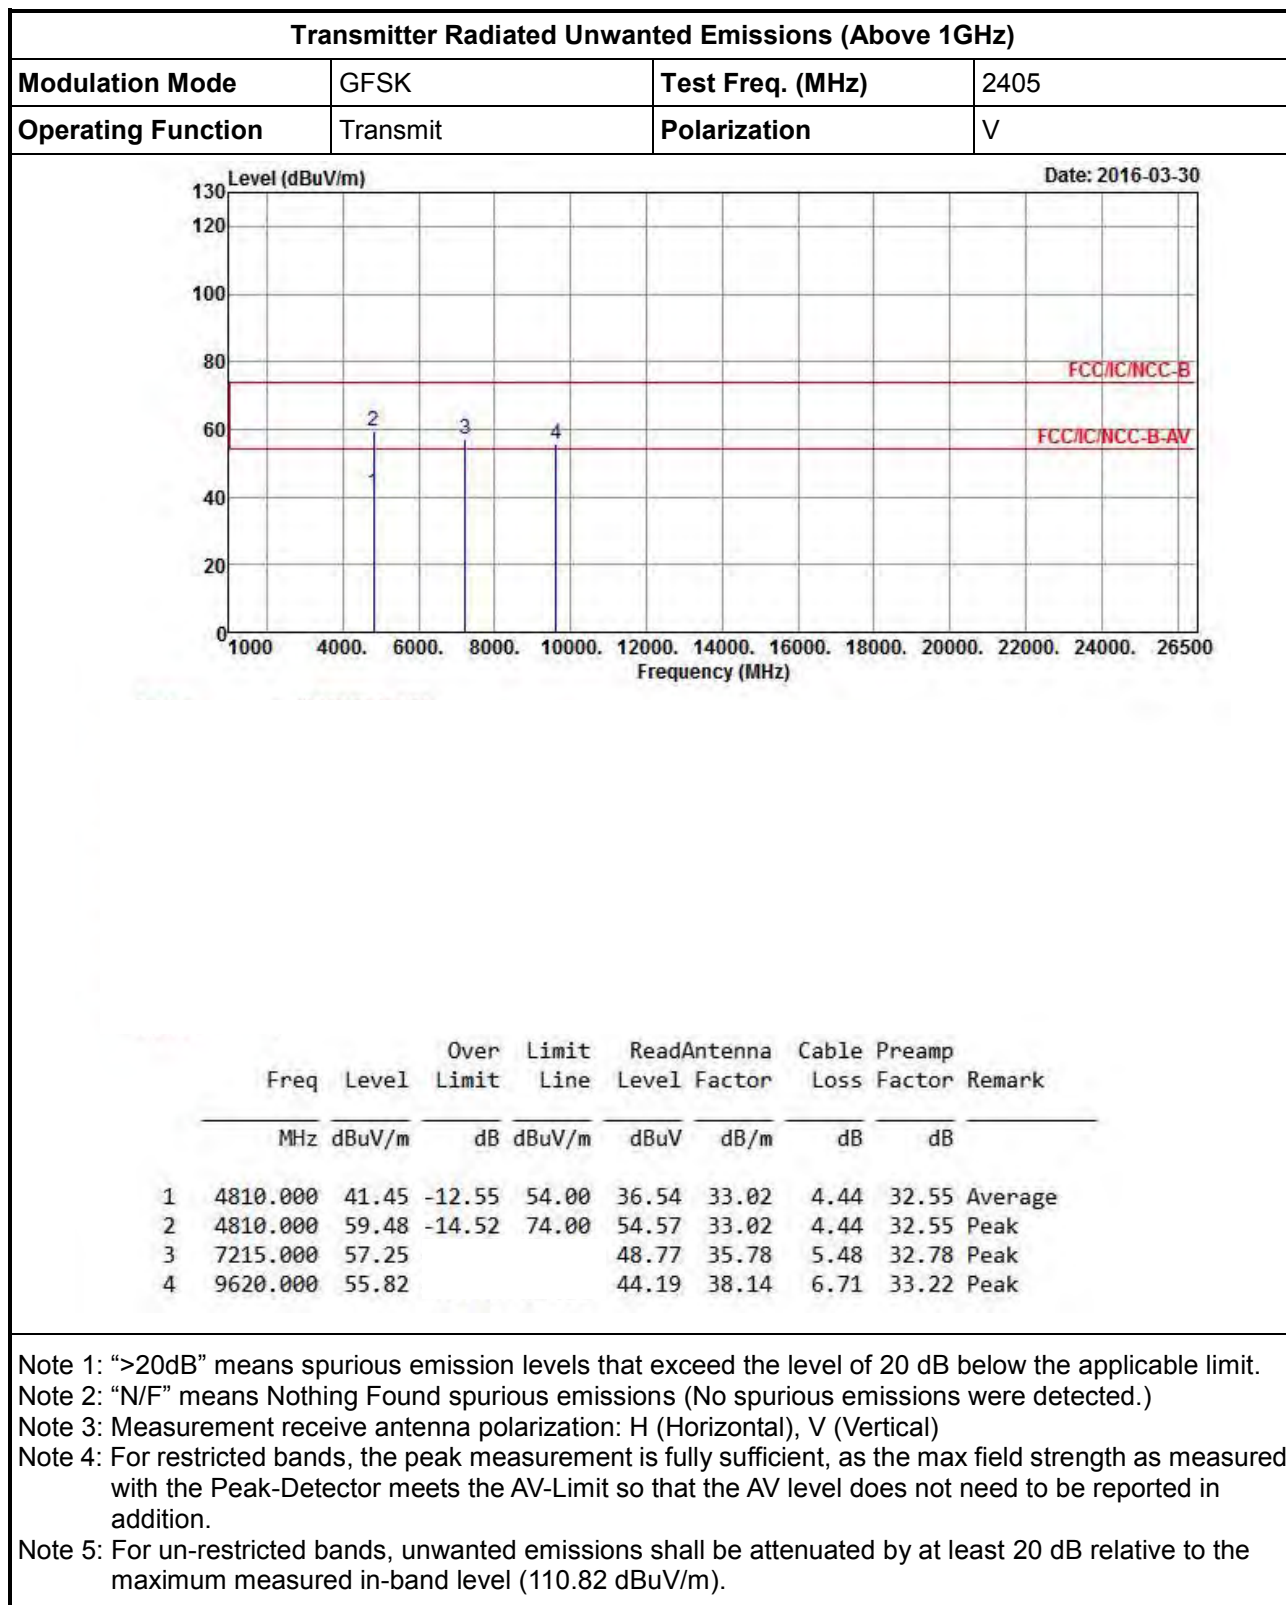 Transmitter Radiated Unwanted Emissions (Above 1GHz)
Modulation Mode GFSK Test Freq. (MHz) 2405
Operating Function Transmit Polarization V
Level (dBuV/m) Date: 2016-03-30
130
120
100
80
FCC/IC/NCC-B
2
3
4
60
FCC/IC/NCC-B-AV
1
40
20
0
1000 4000. 6000. 8000. 10000. 12000. 14000. 16000. 18000. 20000. 22000. 24000. 26500
Frequency (MHz)
Over Limit ReadAntenna Cable Preamp
Freq Level Limit Line Level Factor Loss Factor Remark
MHz dBuV/m dB dBuV/m dBuV dB/m dB dB
1 4810.000 41.45 -12.55 54.00 36.54 33.02 4.44 32.55 Average
2 4810.000 59.48 -14.52 74.00 54.57 33.02 4.44 32.55 Peak
3 7215.000 57.25 48.77 35.78 5.48 32.78 Peak
4 9620.000 55.82 44.19 38.14 6.71 33.22 Peak
Note 1: “>20dB” means spurious emission levels that exceed the level of 20 dB below the applicable limit.
Note 2: “N/F” means Nothing Found spurious emissions (No spurious emissions were detected.)
Note 3: Measurement receive antenna polarization: H (Horizontal), V (Vertical)
Note 4: For restricted bands, the peak measurement is fully sufficient, as the max field strength as measured
with the Peak-Detector meets the AV-Limit so that the AV level does not need to be reported in
addition.
Note 5: For un-restricted bands, unwanted emissions shall be attenuated by at least 20 dB relative to the
maximum measured in-band level (110.82 dBuV/m).